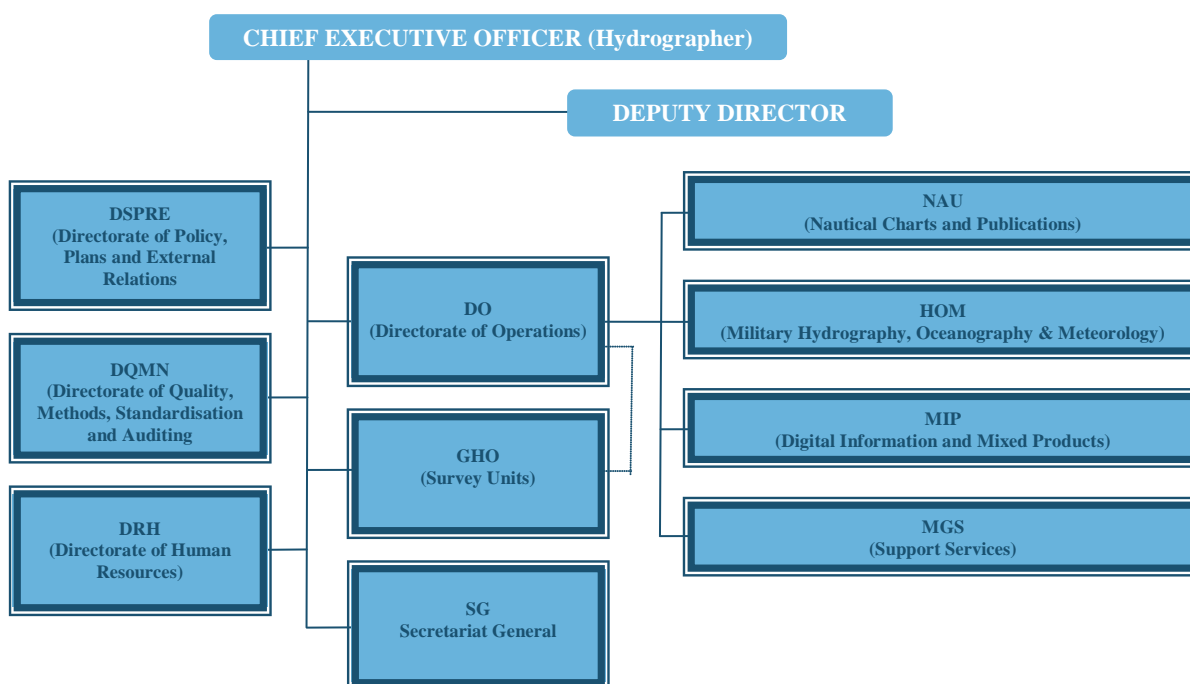 CHIEF EXECUTIVE OFFICER (Hydrographer)
DEPUTY DIRECTOR
DSPRE
(Directorate of Policy,
Plans and External
Relations
DQMN
(Directorate of Quality,
Methods, Standardisation
and Auditing
DRH
(Directorate of Human
Resources)
DO
(Directorate of Operations)
GHO
(Survey Units)
SG
Secretariat General
NAU
(Nautical Charts and Publications)
HOM
(Military Hydrography, Oceanography & Meteorology)
MIP
(Digital Information and Mixed Products)
MGS
(Support Services)